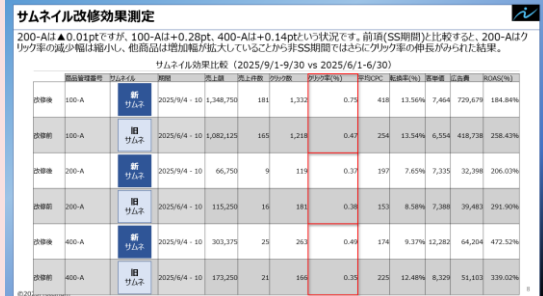 サムネイル改修効果測定
200-Aは▲0.01ptですが、100-Aは+0.28pt、400-Aは+0.14ptという状況です。前項(SS期間)と比較すると、200-Aはク
リック率の減少幅は縮小し、他商品は増加幅が拡大していることから非SS期間ではさらにクリック率の伸長がみられた結果。
サムネイル効果比較（2025/9/1-9/30 vs 2025/6/1-6/30）
商品管理番号 サムネイル 期間 売上額 売上件数 クリック数 クリック率(%) 平均CPC 転換率(%) 客単価 広告費 ROAS(%)
改修後 100-A 新サムネ 2025/9/4 - 10 1,348,750 181 1,332 0.75 418 13.56% 7,464 729,679 184.84%
改修前 100-A 旧サムネ 2025/6/4 - 10 1,082,125 165 1,218 0.47 254 13.54% 6,554 418,738 258.43%
改修後 200-A 新サムネ 2025/9/4 - 10 66,750 9 119 0.37 197 7.65% 7,335 32,398 206.03%
改修前 200-A 旧サムネ 2025/6/4 - 10 115,250 16 181 0.38 153 8.58% 7,388 39,483 291.90%
改修後 400-A 新サムネ 2025/9/4 - 10 303,375 25 263 0.49 174 9.37% 12,282 64,204 472.52%
改修前 400-A 旧サムネ 2025/6/4 - 10 173,250 21 166 0.35 225 12.48% 8,329 51,103 339.02%
8